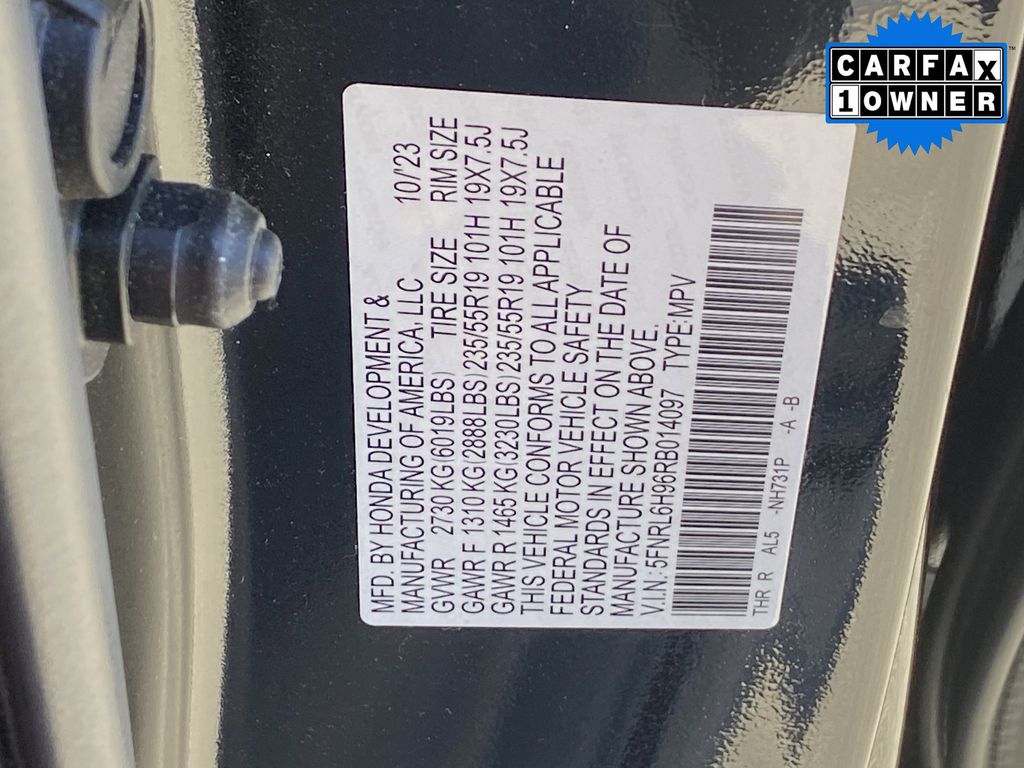 CARFAX
1 OWNER
MFD. BY HONDA DEVELOPMENT &
MANUFACTURING OF AMERICA, LLC 10/'23
GVWR 2730 KG (6019LBS) TIRE SIZE RIM SIZE
GAWR F 1310 KG (2888LBS) 235/55R19 101H 19X7.5J
GAWR R 1465 KG (3230LBS) 235/55R19 101H 19X7.5J
THIS VEHICLE CONFORMS TO ALL APPLICABLE
FEDERAL MOTOR VEHICLE SAFETY
STANDARDS IN EFFECT ON THE DATE OF
MANUFACTURE SHOWN ABOVE.
V.I.N.: 5FNRL6H96RB014097 TYPE:MPV
THR R AL5 -NH731P -A -B